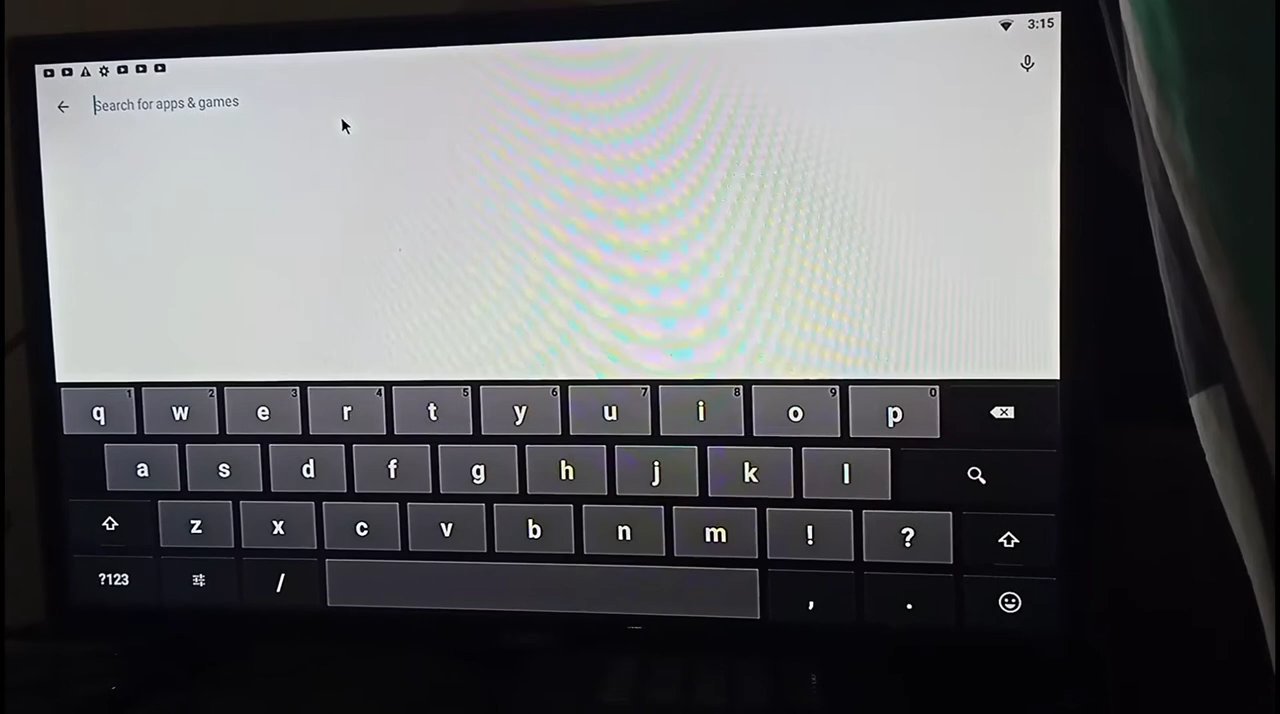 3:15
Search for apps & games
q 1 w 2 e 3 r 4 t 5 y 6 u 7 i 8 o 9 p 0
a s d f g h j k l
z x c v b n m ! ?
?123 / , .